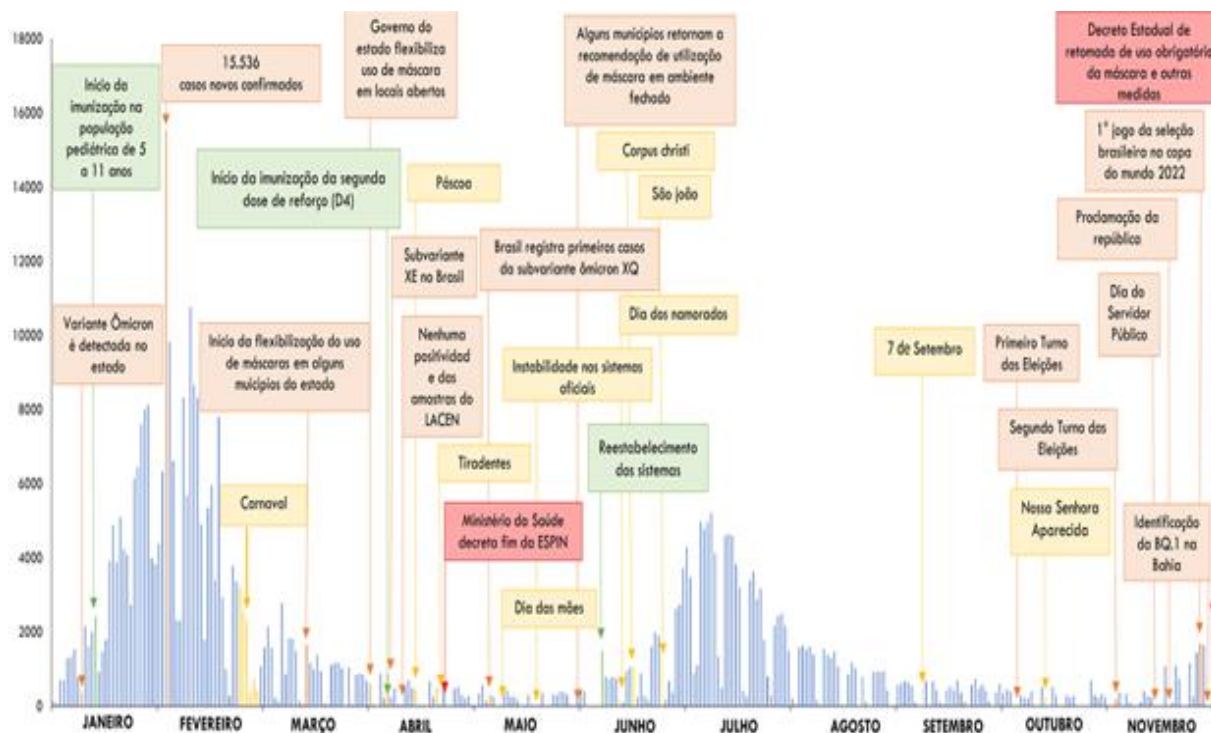 18000
16000
14000
12000
10000
8000
6000
4000
2000
0
Início da
imunização na
população
pediátrica de 5
a 11 anos
15.536
casos novos confirmados
Governo do
estado flexibiliza
uso de máscara
em locais abertos
Alguns municípios retornam a
recomendação de utilização
de máscara em ambiente
fechado
Decreto Estadual de
retomada de uso obrigatório
da máscara e outras
medidas
1° jogo da seleção
brasileira na copa
do mundo 2022
Corpus christi
Início da imunização da segunda
dose de reforço (D4)
Páscoa
São joão
Proclamação da
república
Subvariante
XE no Brasil
Brasil registra primeiros casos
da subvariante ômicron XQ
Dia do
Servidor
Público
Variante Ômicron
é detectada no
estado
Início da flexibilização do uso
de máscaras em alguns
muicípios do estado
Nenhuma
positividad
e das
amostras do
LACEN
Dia dos namorados
Instabilidade nos sistemas
oficiais
7 de Setembro
Primeiro Turno
das Eleições
Segundo Turno das
Eleições
Tiradentes
Reestabelecimento
dos sistemas
Carnaval
Ministério da Saúde
decreta fim da ESPIN
Nossa Senhora
Aparecida
Identificação
da BQ.1 na
Bahia
Dia das mães
JANEIRO
FEVEREIRO
MARÇO
ABRIL
MAIO
JUNHO
JULHO
AGOSTO
SETEMBRO
OUTUBRO
NOVEMBRO